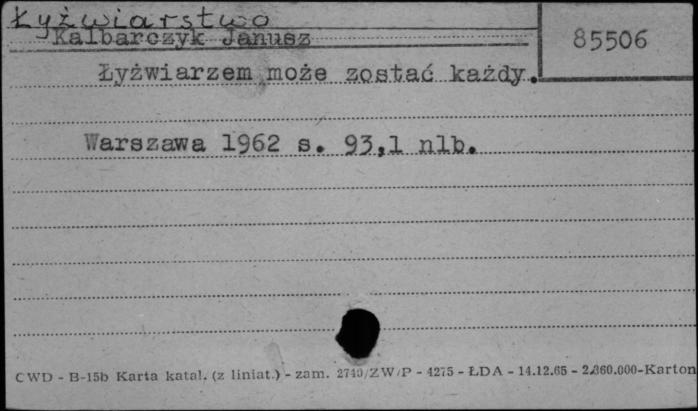 Łyżwiarstwo
Kalbarczyk Janusz
85506
Łyżwiarzem może zostać każdy.
Warszawa 1962 s. 93,1 nlb.
CWD - B-15b Karta katal. (z liniat.) - zam. 2740/ZW/P - 4275 - ŁDA - 14.12.65 - 2.860.000-Karton